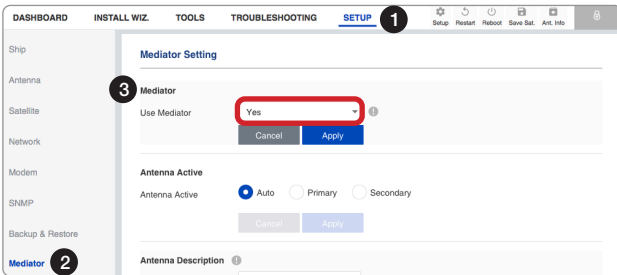 DASHBOARD INSTALL WIZ. TOOLS TROUBLESHOOTING SETUP 1 Setup Restart Reboot Save Sat. Ant. Info
Ship
Antenna
Satellite
Network
Modem
SNMP
Backup & Restore
Mediator 2
Mediator Setting
3 Mediator
Use Mediator Yes !
Cancel Apply
Antenna Active
Antenna Active Auto Primary Secondary
Cancel Apply
Antenna Description !